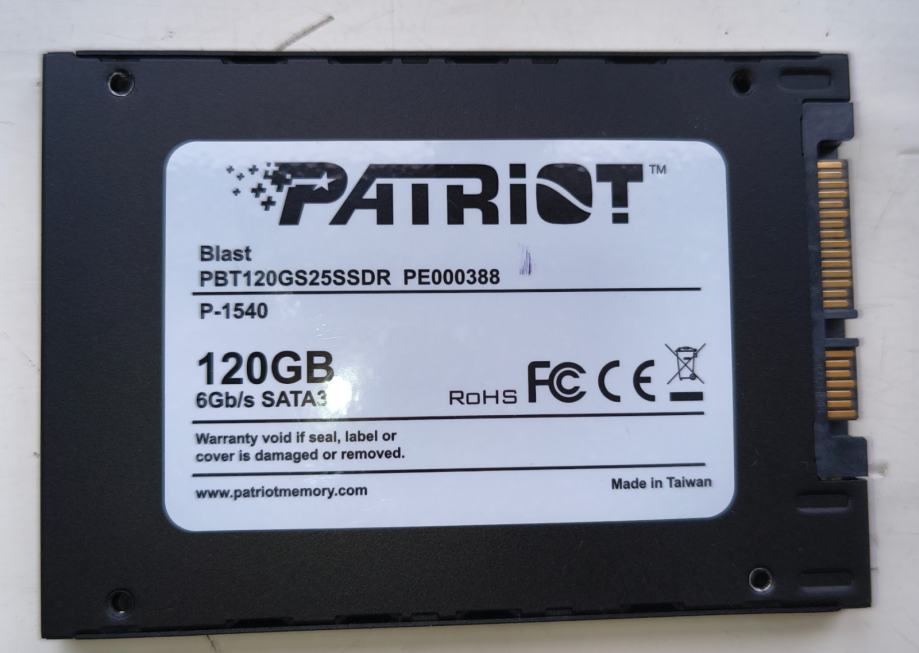 PATRiOT™
Blast
PBT120GS25SSDR PE000388
P-1540
120GB
6Gb/s SATA3
RoHS FC CE
Warranty void if seal, label or
cover is damaged or removed.
www.patriotmemory.com
Made in Taiwan